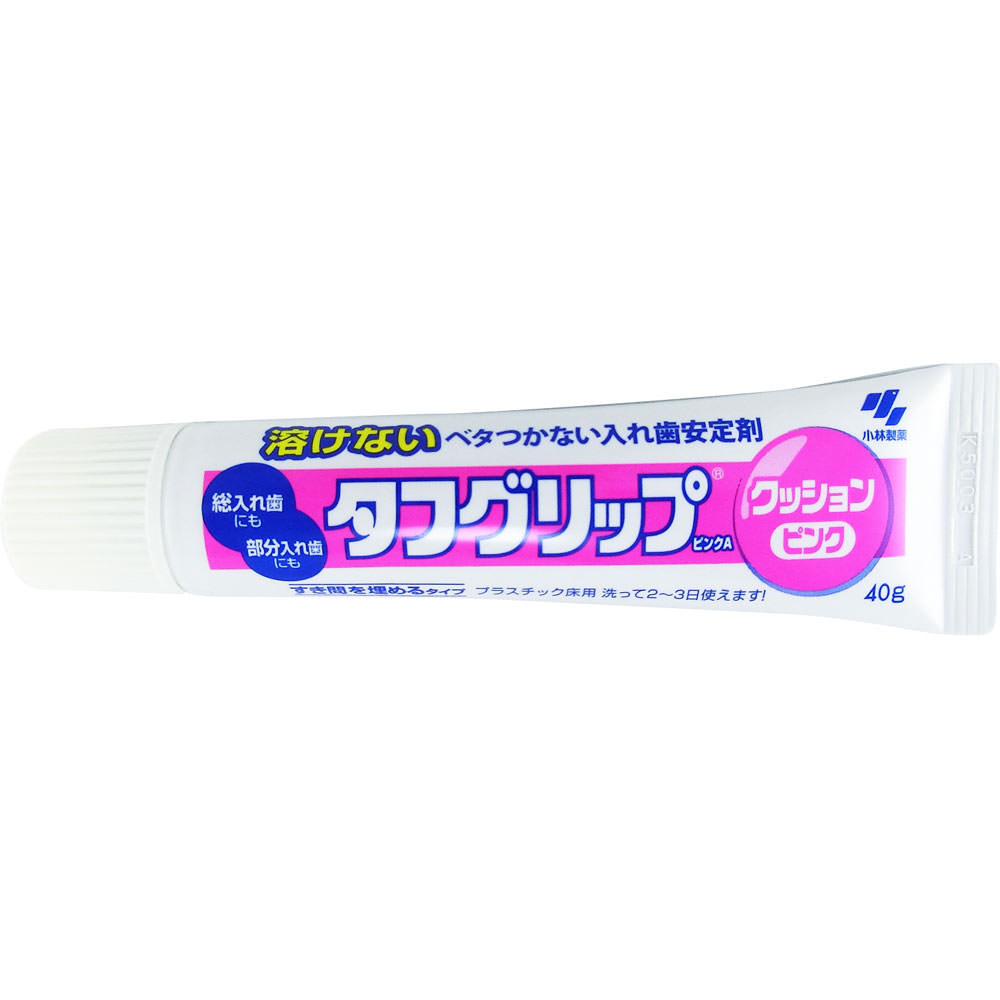 溶けない ベタつかない入れ歯安定剤
総入れ歯
にも
部分入れ歯
にも
タフグリップ®
ピンクA
クッション
ピンク
すき間を埋めるタイプ プラスチック床用 洗って2〜3日使えます!
40g
小林製薬